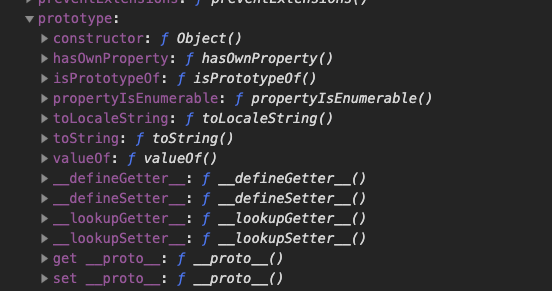 preventExtensions: ƒ preventExtensions()
prototype:
constructor: ƒ Object()
hasOwnProperty: ƒ hasOwnProperty()
isPrototypeOf: ƒ isPrototypeOf()
propertyIsEnumerable: ƒ propertyIsEnumerable()
toLocaleString: ƒ toLocaleString()
toString: ƒ toString()
valueOf: ƒ valueOf()
__defineGetter__: ƒ __defineGetter__()
__defineSetter__: ƒ __defineSetter__()
__lookupGetter__: ƒ __lookupGetter__()
__lookupSetter__: ƒ __lookupSetter__()
get __proto__: ƒ __proto__()
set __proto__: ƒ __proto__()